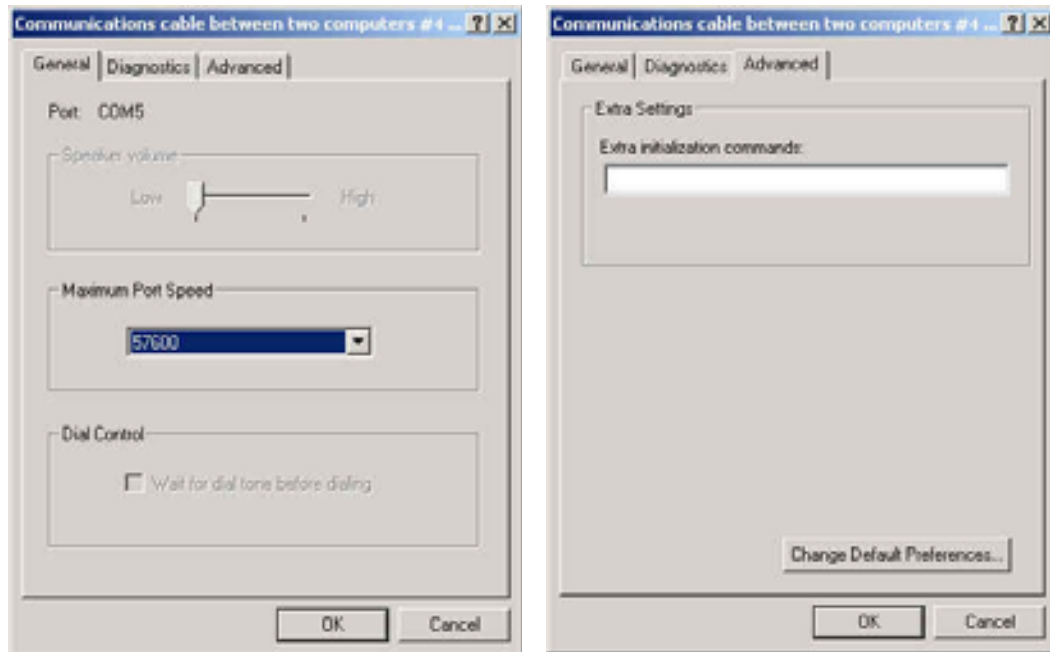 Communications cable between two computers #4 ...
General Diagnostics Advanced
Port: COM5
Speaker volume
Low High
Maximum Port Speed
57600
Dial Control
Wait for dial tone before dialing
OK Cancel
Communications cable between two computers #4 ...
General Diagnostics Advanced
Extra Settings
Extra initialization commands:
Change Default Preferences...
OK Cancel